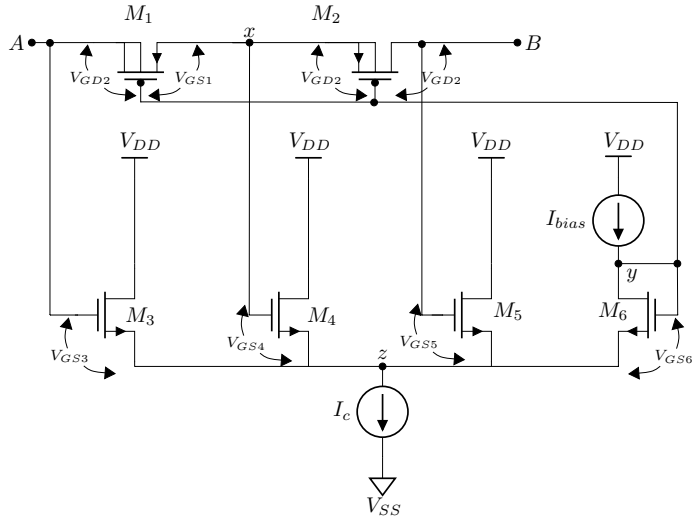 M1 M2
A x B
VGD2 VGS1 VGD2 VGD2
VDD VDD VDD VDD
Ibias
y
M3 M4 M5 M6
VGS3 VGS4 VGS5 VGS6
z
Ic
VSS